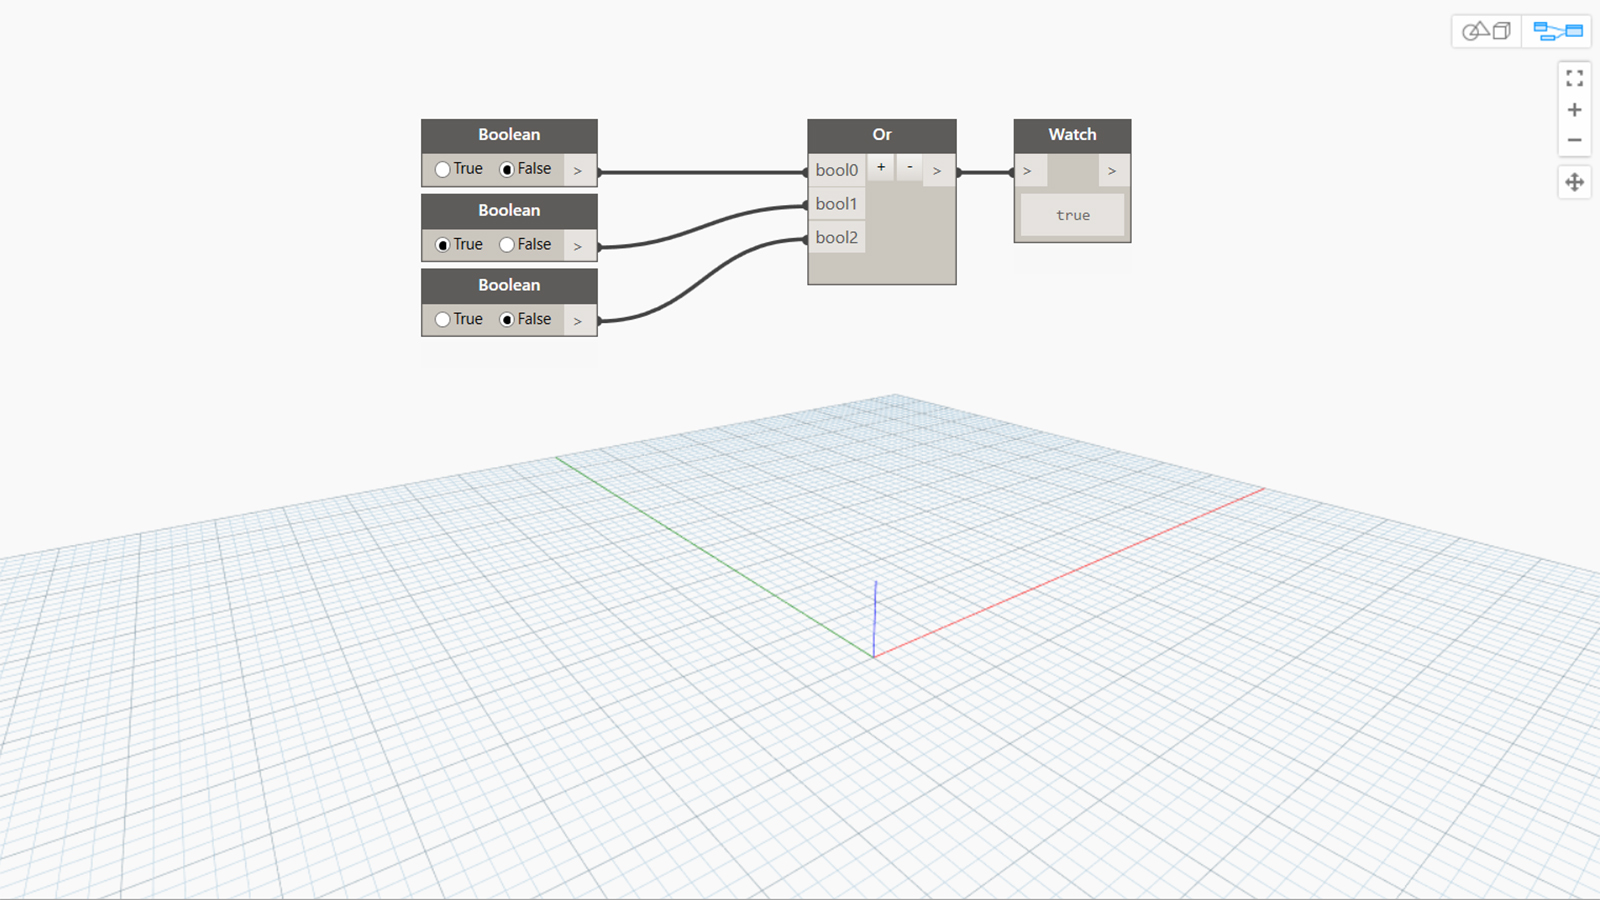 Boolean
True False >
Boolean
True False >
Boolean
True False >
Or
bool0 + - >
bool1
bool2
Watch
> >
true
+
-